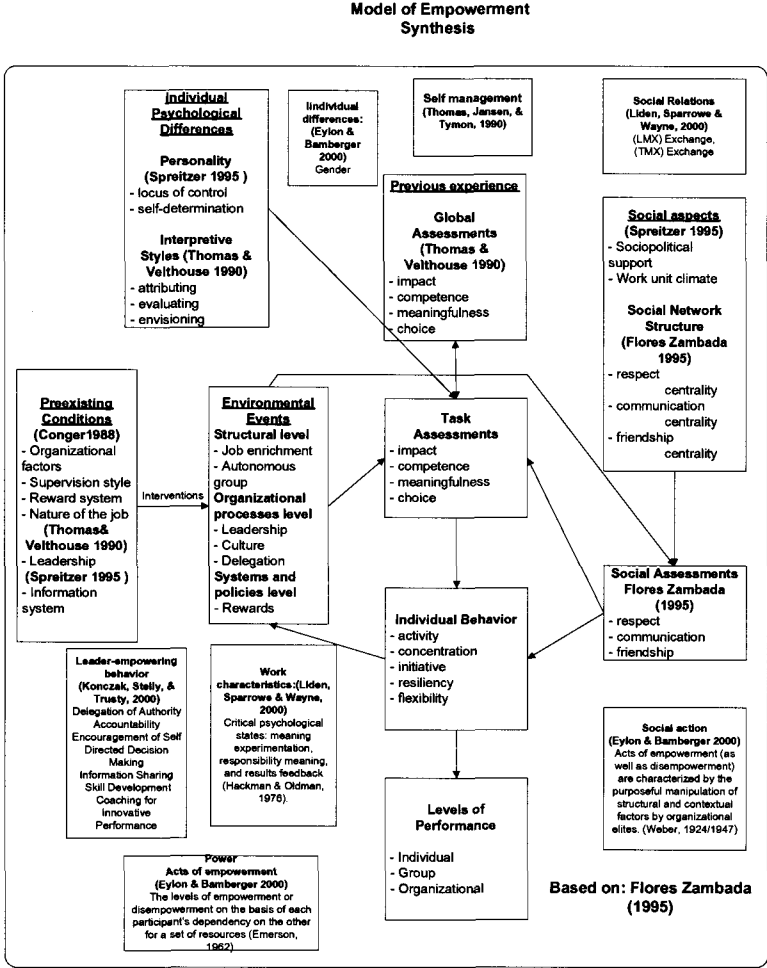 Model of Empowerment
Synthesis
Individual
Psychological
Differences
Personality
(Spreitzer 1995 )
- locus of control
- self-determination
Interpretive
Styles (Thomas &
Velthouse 1990)
- attributing
- evaluating
- envisioning
Iindividual
differences:
(Eylon &
Bamberger
2000)
Gender
Self management
(Thomas, Jansen, &
Tymon, 1990)
Social Relations
(Liden, Sparrowe &
Wayne, 2000)
(LMX) Exchange,
(TMX) Exchange
Previous experience
Global
Assessments
(Thomas &
Velthouse 1990)
- impact
- competence
- meaningfulness
- choice
Social aspects
(Spreitzer 1995)
- Sociopolitical
support
- Work unit climate
Social Network
Structure
(Flores Zambada
1995)
- respect
centrality
- communication
centrality
- friendship
centrality
Preexisting
Conditions
(Conger1988)
- Organizational
factors
- Supervision style
- Reward system
- Nature of the job
(Thomas&
Velthouse 1990)
- Leadership
(Spreitzer 1995 )
- Information
system
Interventions
Environmental
Events
Structural level
- Job enrichment
- Autonomous
group
Organizational
processes level
- Leadership
- Culture
- Delegation
Systems and
policies level
- Rewards
Task
Assessments
- impact
- competence
- meaningfulness
- choice
Social Assessments
Flores Zambada
(1995)
- respect
- communication
- friendship
Individual Behavior
- activity
- concentration
- initiative
- resiliency
- flexibility
Leader-empowering
behavior
(Konczak, Stelly, &
Trusty, 2000)
Delegation of Authority
Accountability
Encouragement of Self
Directed Decision
Making
Information Sharing
Skill Development
Coaching for
Innovative
Performance
Work
characteristics:(Liden,
Sparrowe & Wayne,
2000)
Critical psychological
states: meaning
experimentation,
responsibility meaning,
and results feedback
(Hackman & Oldman,
1976).
Social action
(Eylon & Bamberger 2000)
Acts of empowerment (as
well as disempowerment)
are characterized by the
purposeful manipulation of
structural and contextual
factors by organizational
elites. (Weber, 1924/1947)
Levels of
Performance
- Individual
- Group
- Organizational
Power
Acts of empowerment
(Eylon & Bamberger 2000)
The levels of empowerment or
disempowerment on the basis of each
participant's dependency on the other
for a set of resources (Emerson,
1962)
Based on: Flores Zambada
(1995)